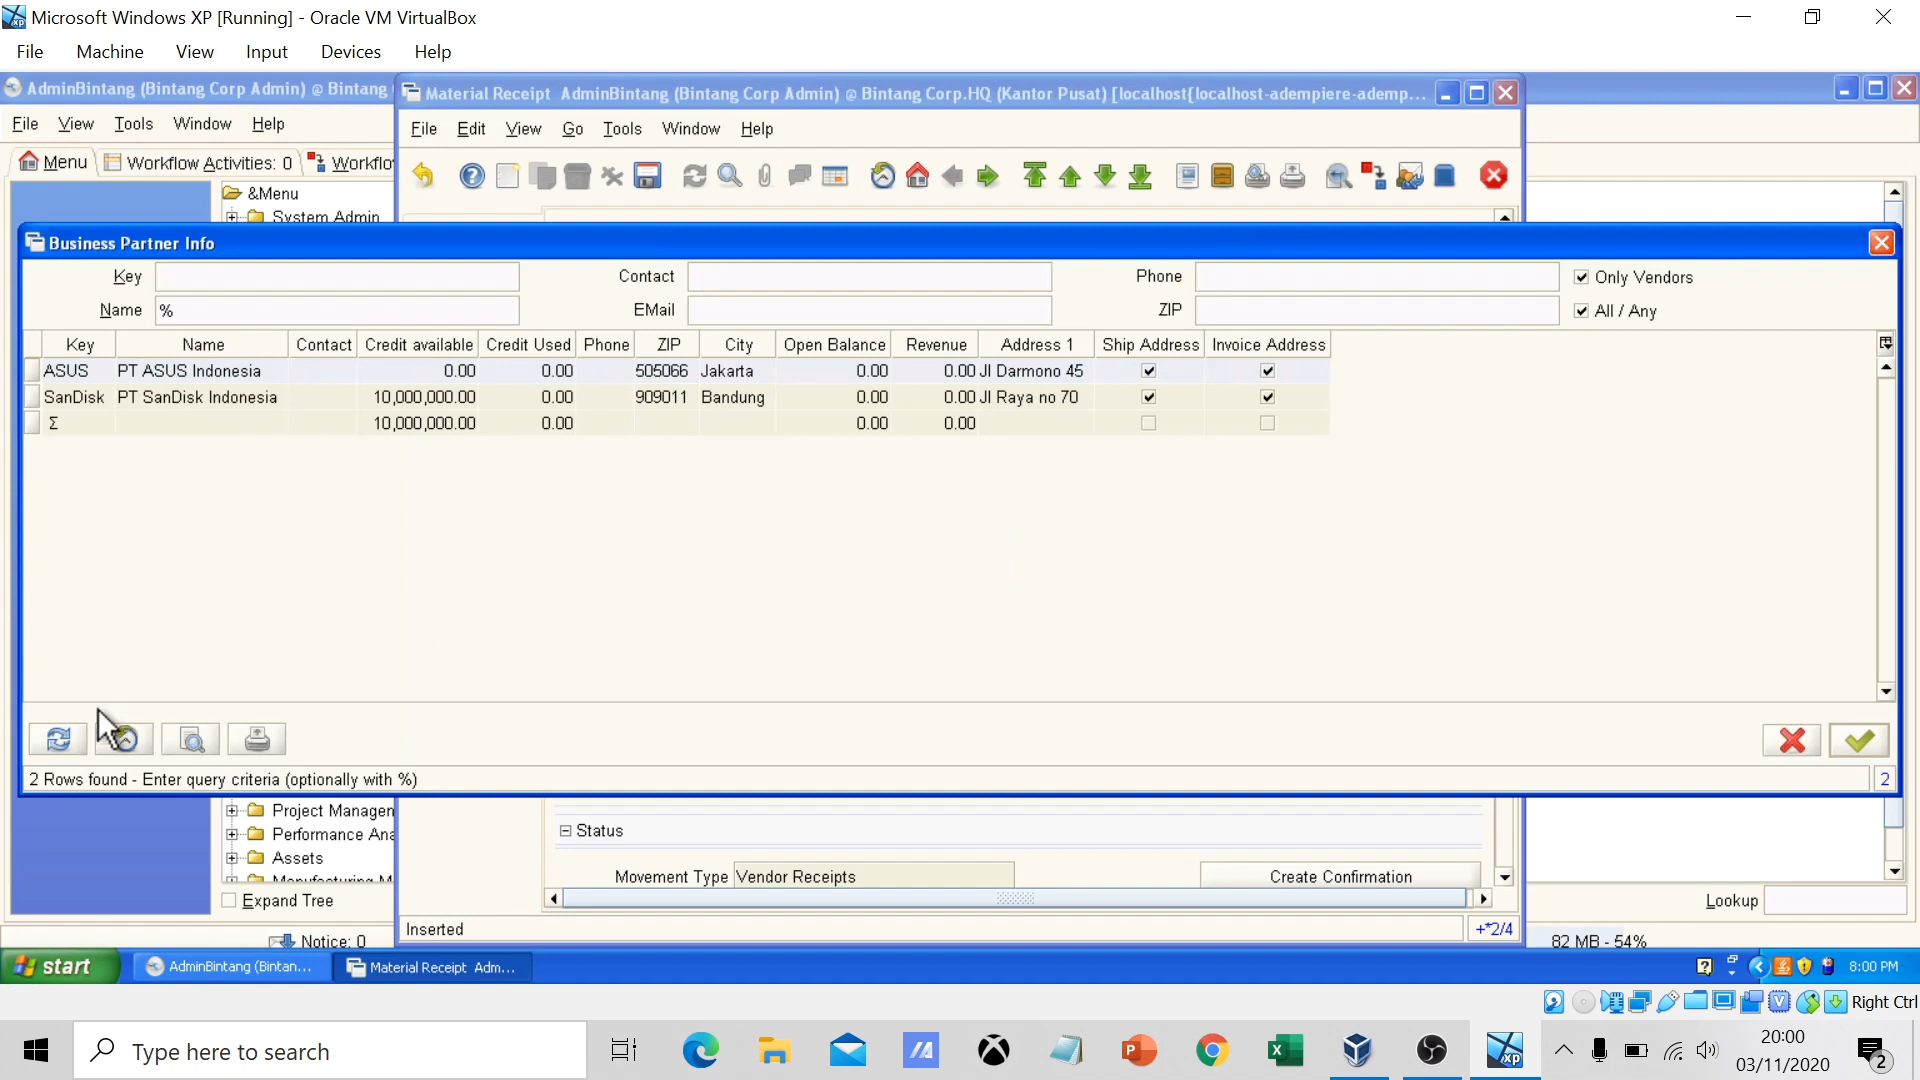 Microsoft Windows XP [Running] - Oracle VM VirtualBox
File Machine View Input Devices Help
AdminBintang (Bintang Corp Admin) @ Bintang
Material Receipt AdminBintang (Bintang Corp Admin) @ Bintang Corp.HQ (Kantor Pusat) [localhost{localhost-adempiere-ademp...
File View Tools Window Help
File Edit View Go Tools Window Help
Menu Workflow Activities: 0 Workflo
&Menu
System Admin
Business Partner Info
Key Contact Phone Only Vendors
Name % EMail ZIP All / Any
Key Name Contact Credit available Credit Used Phone ZIP City Open Balance Revenue Address 1 Ship Address Invoice Address
ASUS PT ASUS Indonesia 0.00 0.00 505066 Jakarta 0.00 0.00 Jl Darmono 45
SanDisk PT SanDisk Indonesia 10,000,000.00 0.00 909011 Bandung 0.00 0.00 Jl Raya no 70
Σ 10,000,000.00 0.00 0.00 0.00
2 Rows found - Enter query criteria (optionally with %) 2
Project Managen
Performance Ana
Assets
Manufacturing M
Expand Tree
Status
Movement Type Vendor Receipts Create Confirmation
Lookup
Inserted +*2/4
Notice: 0
82 MB - 54%
start AdminBintang (Bintan... Material Receipt Adm... 8:00 PM
Right Ctrl
Type here to search
20:00
03/11/2020
2